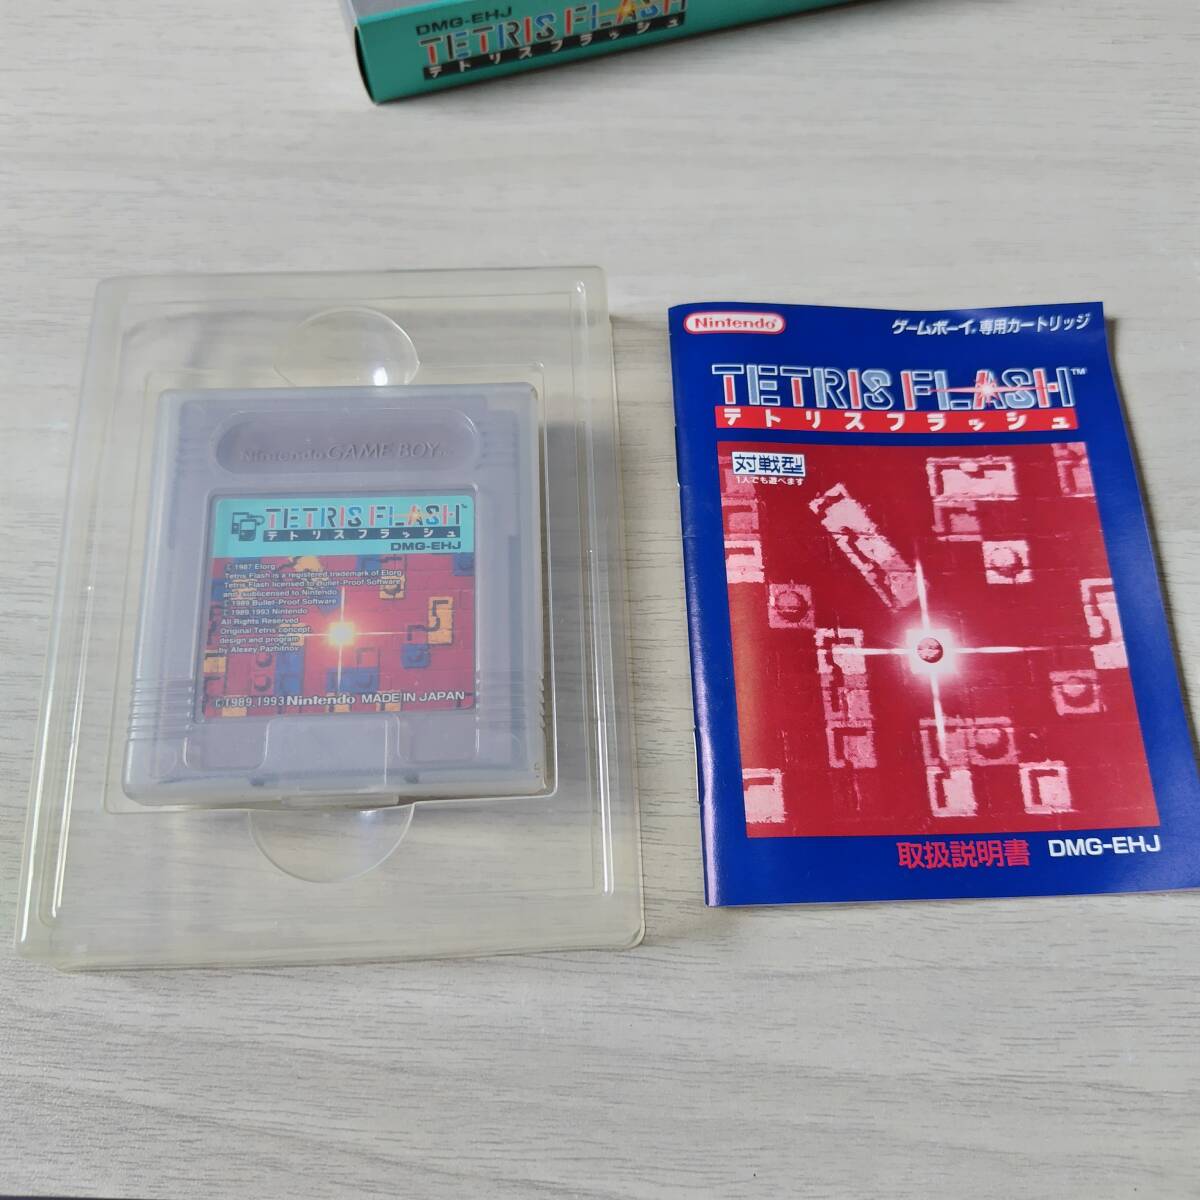 DMG-EHJ
TETRIS FLASH
テトリスフラッシュ
Nintendo GAME BOY
TETRIS FLASH™
テトリスフラッシュ
DMG-EHJ
© 1987 Elorg
Tetris Flash is a registered trademark of Elorg
Tetris Flash licensed to Bullet-Proof Software
and sublicensed to Nintendo
© 1989 Bullet-Proof Software
© 1989,1993 Nintendo
All Rights Reserved
Original Tetris concept,
design and program
by Alexey Pazhitnov
©1989,1993 Nintendo MADE IN JAPAN
Nintendo
ゲームボーイ® 専用カートリッジ
TETRIS FLASH™
テトリスフラッシュ
対戦型
1人でも遊べます
取扱説明書 DMG-EHJ